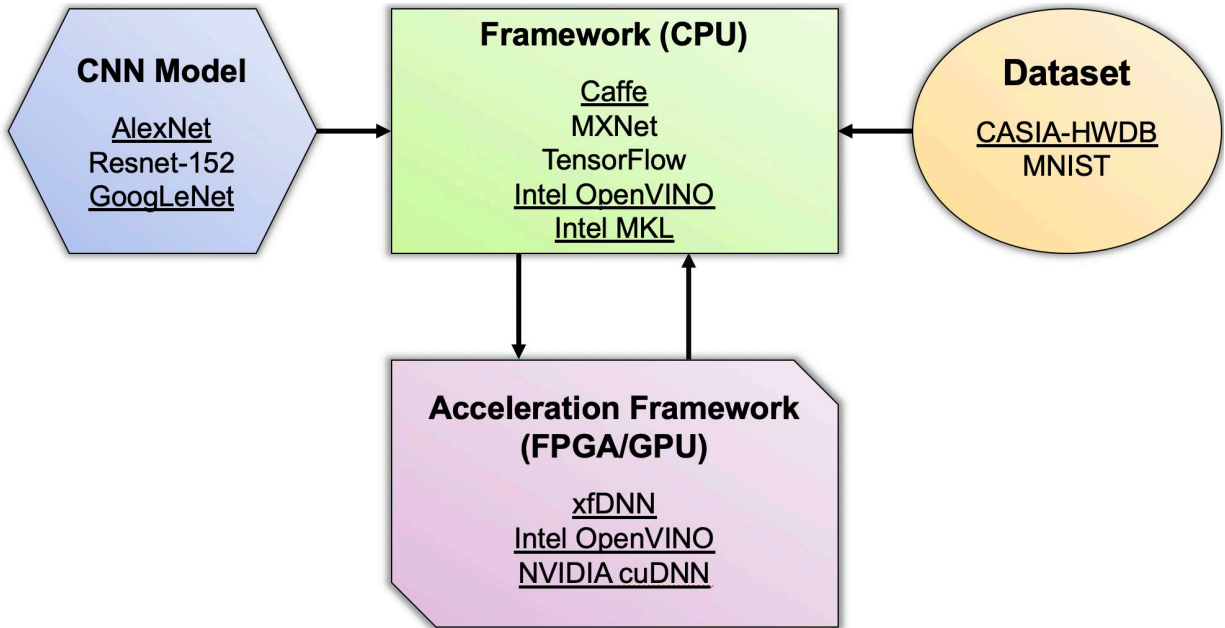 CNN Model
AlexNet
Resnet-152
GoogLeNet
Framework (CPU)
Caffe
MXNet
TensorFlow
Intel OpenVINO
Intel MKL
Dataset
CASIA-HWDB
MNIST
Acceleration Framework
(FPGA/GPU)
xfDNN
Intel OpenVINO
NVIDIA cuDNN